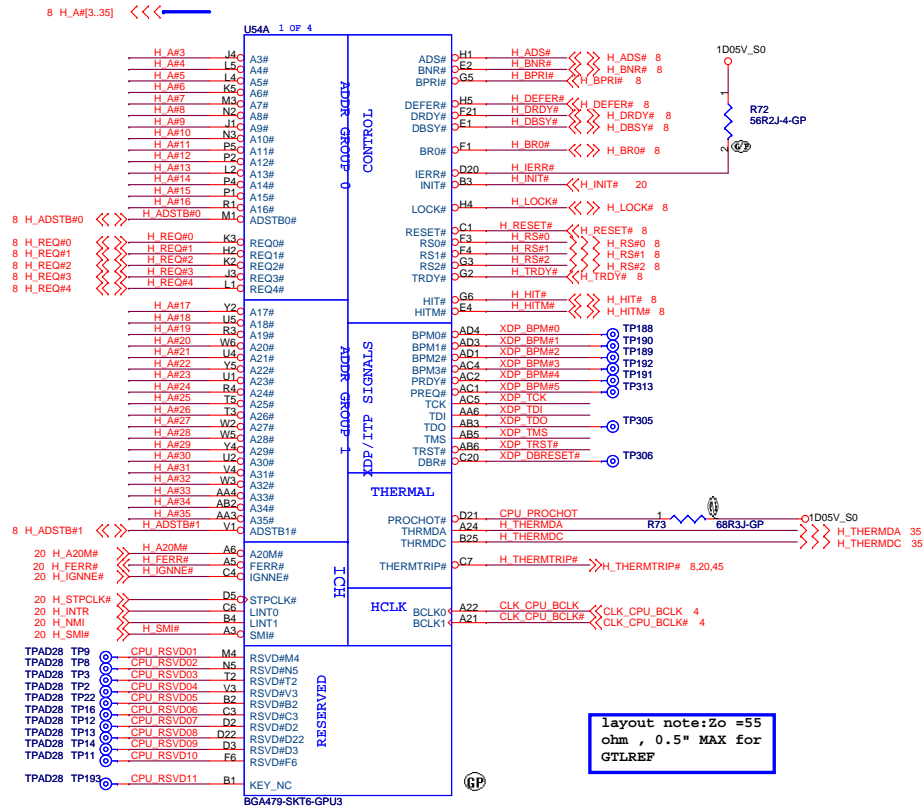 8 H_A#[3..35]
U54A 1 OF 4
H_A#3 J4 A3#
H_A#4 L5 A4#
H_A#5 L4 A5#
H_A#6 K5 A6#
H_A#7 M3 A7#
H_A#8 N2 A8#
H_A#9 J1 A9#
H_A#10 N3 A10#
H_A#11 P5 A11#
H_A#12 P2 A12#
H_A#13 L2 A13#
H_A#14 P4 A14#
H_A#15 P1 A15#
H_A#16 R1 A16#
8 H_ADSTB#0 H_ADSTB#0 M1 ADSTB0#
8 H_REQ#0 H_REQ#0 K3 REQ0#
8 H_REQ#1 H_REQ#1 H2 REQ1#
8 H_REQ#2 H_REQ#2 K2 REQ2#
8 H_REQ#3 H_REQ#3 J3 REQ3#
8 H_REQ#4 H_REQ#4 L1 REQ4#
ADDR GROUP 0
H_A#17 Y2 A17#
H_A#18 U5 A18#
H_A#19 R3 A19#
H_A#20 W6 A20#
H_A#21 U4 A21#
H_A#22 Y5 A22#
H_A#23 U1 A23#
H_A#24 R4 A24#
H_A#25 T5 A25#
H_A#26 T3 A26#
H_A#27 W2 A27#
H_A#28 W5 A28#
H_A#29 Y4 A29#
H_A#30 U2 A30#
H_A#31 V4 A31#
H_A#32 W3 A32#
H_A#33 AA4 A33#
H_A#34 AB2 A34#
H_A#35 AA3 A35#
8 H_ADSTB#1 H_ADSTB#1 V1 ADSTB1#
ADDR GROUP 1
20 H_A20M# H_A20M# A6 A20M#
20 H_FERR# H_FERR# A5 FERR#
20 H_IGNNE# H_IGNNE# C4 IGNNE#
20 H_STPCLK# D5 STPCLK#
20 H_INTR C6 LINT0
20 H_NMI B4 LINT1
20 H_SMI# H_SMI# A3 SMI#
ICH
TPAD28 TP9 CPU_RSVD01 M4 RSVD#M4
TPAD28 TP8 CPU_RSVD02 N5 RSVD#N5
TPAD28 TP3 CPU_RSVD03 T2 RSVD#T2
TPAD28 TP2 CPU_RSVD04 V3 RSVD#V3
TPAD28 TP22 CPU_RSVD05 B2 RSVD#B2
TPAD28 TP16 CPU_RSVD06 C3 RSVD#C3
TPAD28 TP12 CPU_RSVD07 D2 RSVD#D2
TPAD28 TP13 CPU_RSVD08 D22 RSVD#D22
TPAD28 TP14 CPU_RSVD09 D3 RSVD#D3
TPAD28 TP11 CPU_RSVD10 F6 RSVD#F6
TPAD28 TP193 CPU_RSVD11 B1 KEY_NC
RESERVED
BGA479-SKT6-GPU3
CONTROL
ADS# H1 H_ADS# H_ADS# 8
BNR# E2 H_BNR# H_BNR# 8
BPRI# G5 H_BPRI# H_BPRI# 8
DEFER# H5 H_DEFER# H_DEFER# 8
DRDY# F21 H_DRDY# H_DRDY# 8
DBSY# E1 H_DBSY# H_DBSY# 8
BR0# F1 H_BR0# H_BR0# 8
IERR# D20 H_IERR#
INIT# B3 H_INIT# H_INIT# 20
LOCK# H4 H_LOCK# H_LOCK# 8
RESET# C1 H_RESET# H_RESET# 8
RS0# F3 H_RS#0 H_RS#0 8
RS1# F4 H_RS#1 H_RS#1 8
RS2# G3 H_RS#2 H_RS#2 8
TRDY# G2 H_TRDY# H_TRDY# 8
HIT# G6 H_HIT# H_HIT# 8
HITM# E4 H_HITM# H_HITM# 8
1D05V_S0
1
R72
56R2J-4-GP
2 G/P
XDP/ITP SIGNALS
BPM0# AD4 XDP_BPM#0 TP188
BPM1# AD3 XDP_BPM#1 TP190
BPM2# AD1 XDP_BPM#2 TP189
BPM3# AC4 XDP_BPM#3 TP192
PRDY# AC2 XDP_BPM#4 TP191
PREQ# AC1 XDP_BPM#5 TP313
TCK AC5 XDP_TCK
TDI AA6 XDP_TDI
TDO AB3 XDP_TDO TP305
TMS AB5 XDP_TMS
TRST# AB6 XDP_TRST#
DBR# C20 XDP_DBRESET# TP306
THERMAL
PROCHOT# D21 CPU_PROCHOT 1 R73 68R3J-GP 1D05V_S0
THRMDA A24 H_THERMDA H_THERMDA 35
THRMDC B25 H_THERMDC H_THERMDC 35
THERMTRIP# C7 H_THERMTRIP# H_THERMTRIP# 8,20,45
HCLK
BCLK0 A22 CLK_CPU_BCLK CLK_CPU_BCLK 4
BCLK1 A21 CLK_CPU_BCLK# CLK_CPU_BCLK# 4
layout note:Zo =55
ohm , 0.5" MAX for
GTLREF
GP